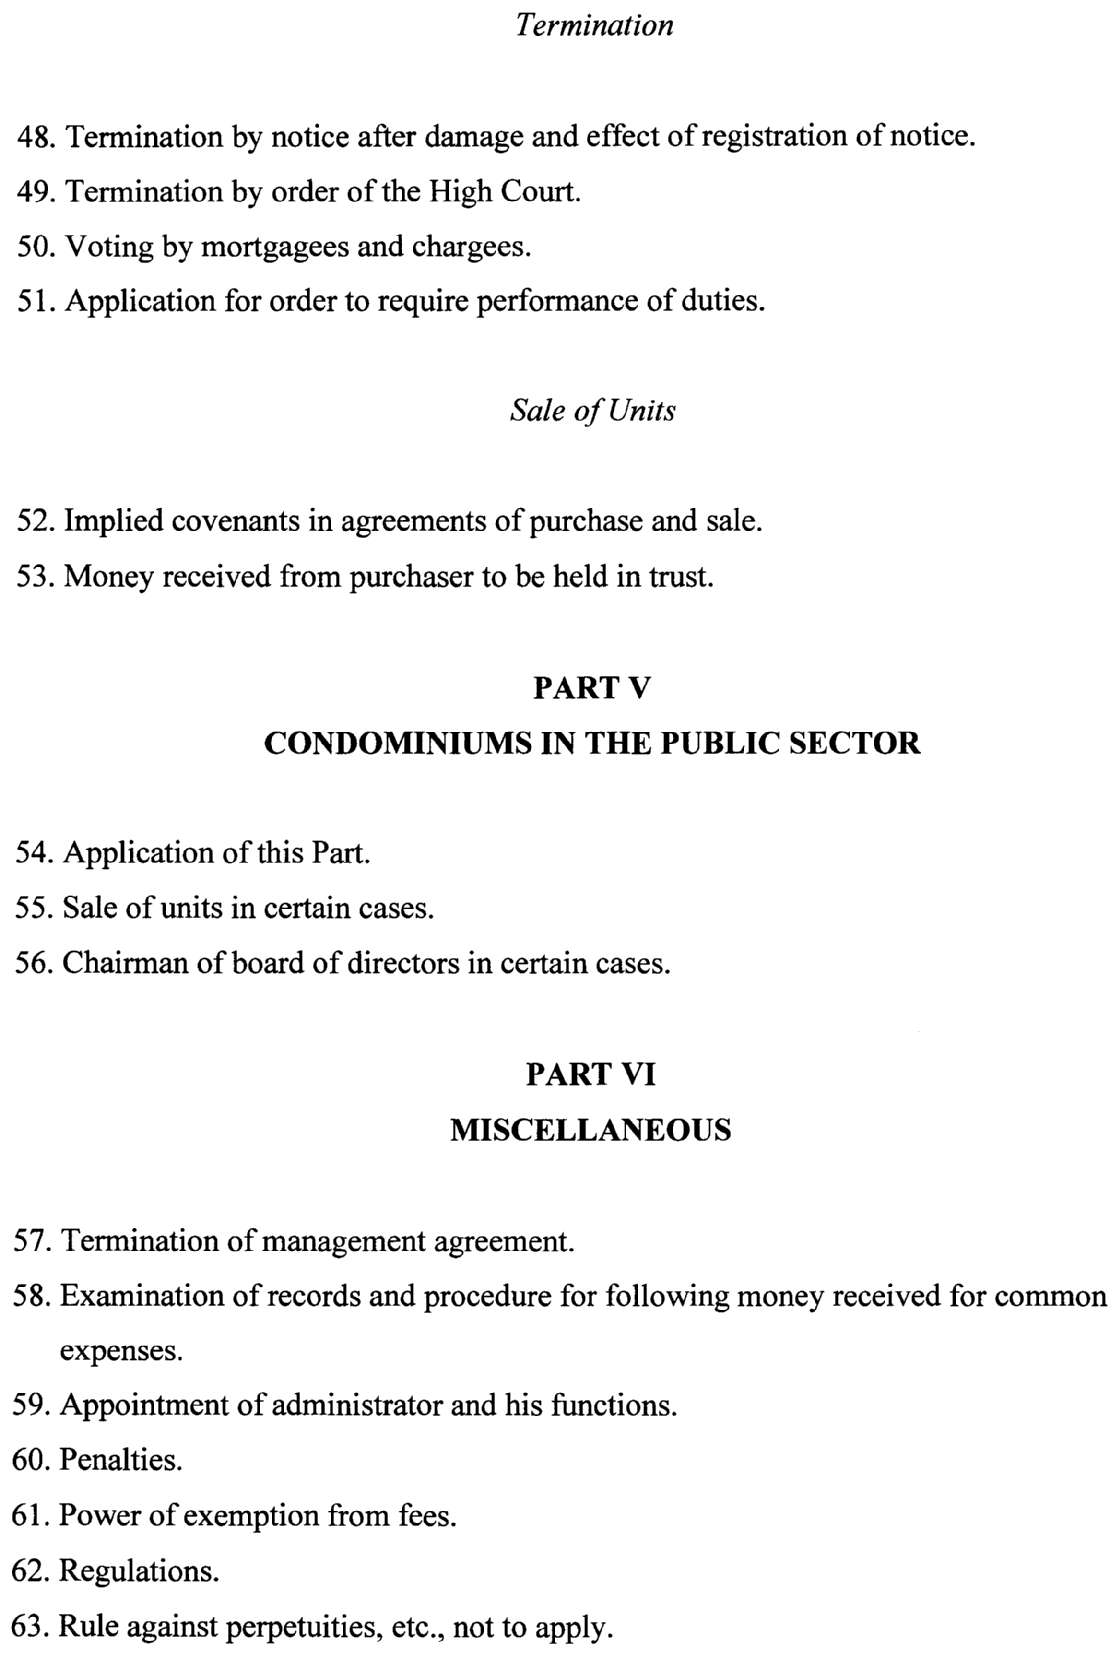 Termination
48. Termination by notice after damage and effect of registration of notice.
49. Termination by order of the High Court.
50. Voting by mortgagees and chargees.
51. Application for order to require performance of duties.
Sale of Units
52. Implied covenants in agreements of purchase and sale.
53. Money received from purchaser to be held in trust.
PART V
CONDOMINIUMS IN THE PUBLIC SECTOR
54. Application of this Part.
55. Sale of units in certain cases.
56. Chairman of board of directors in certain cases.
PART VI
MISCELLANEOUS
57. Termination of management agreement.
58. Examination of records and procedure for following money received for common
expenses.
59. Appointment of administrator and his functions.
60. Penalties.
61. Power of exemption from fees.
62. Regulations.
63. Rule against perpetuities, etc., not to apply.